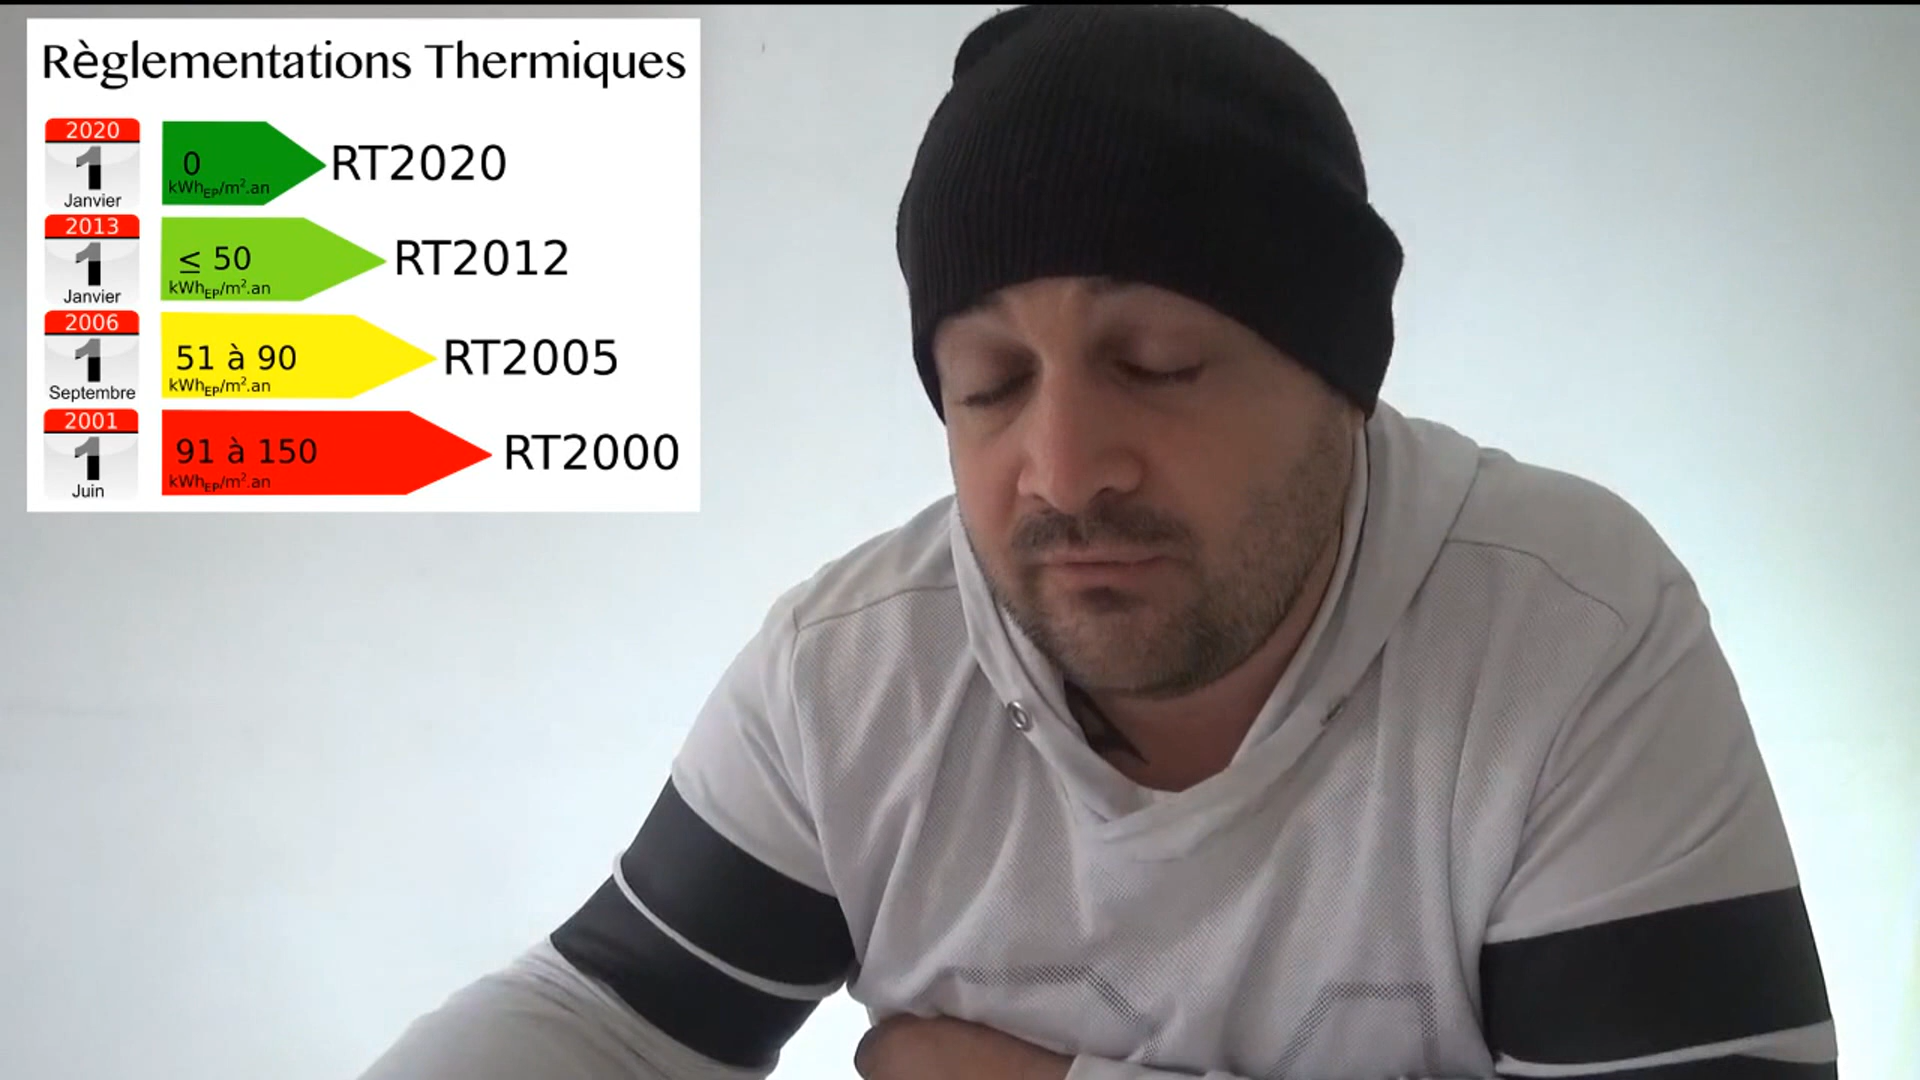 Règlementations Thermiques
2020
1
Janvier
0
kWhEP/m².an
RT2020
2013
1
Janvier
≤ 50
kWhEP/m².an
RT2012
2006
1
Septembre
51 à 90
kWhEP/m².an
RT2005
2001
1
Juin
91 à 150
kWhEP/m².an
RT2000